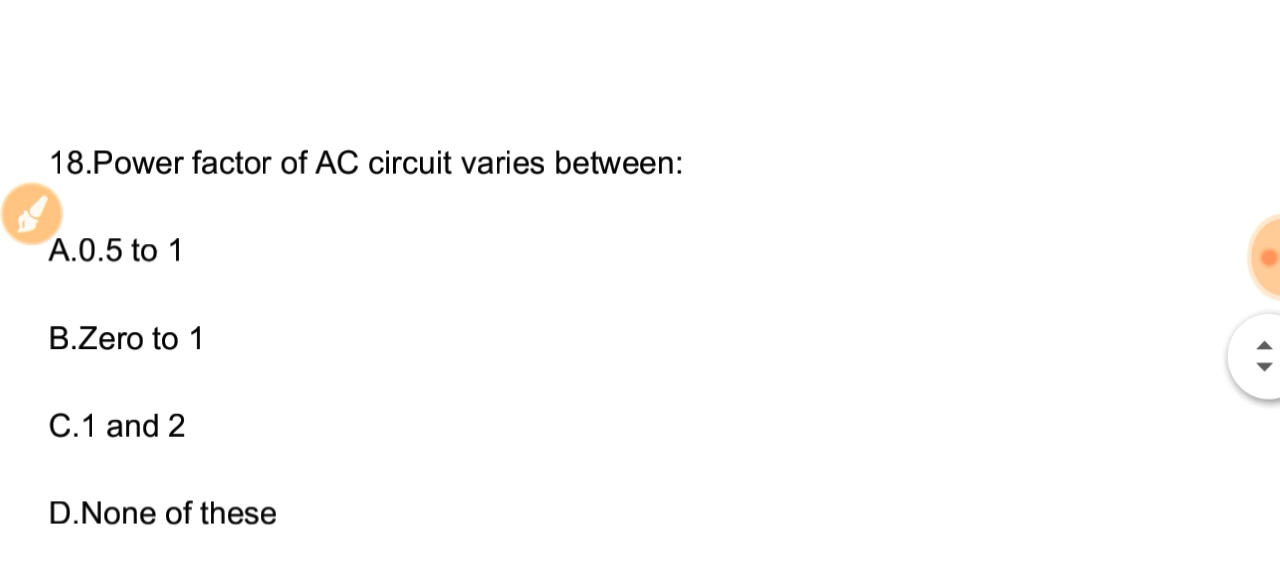 18.Power factor of AC circuit varies between:
A.0.5 to 1
B.Zero to 1
C.1 and 2
D.None of these